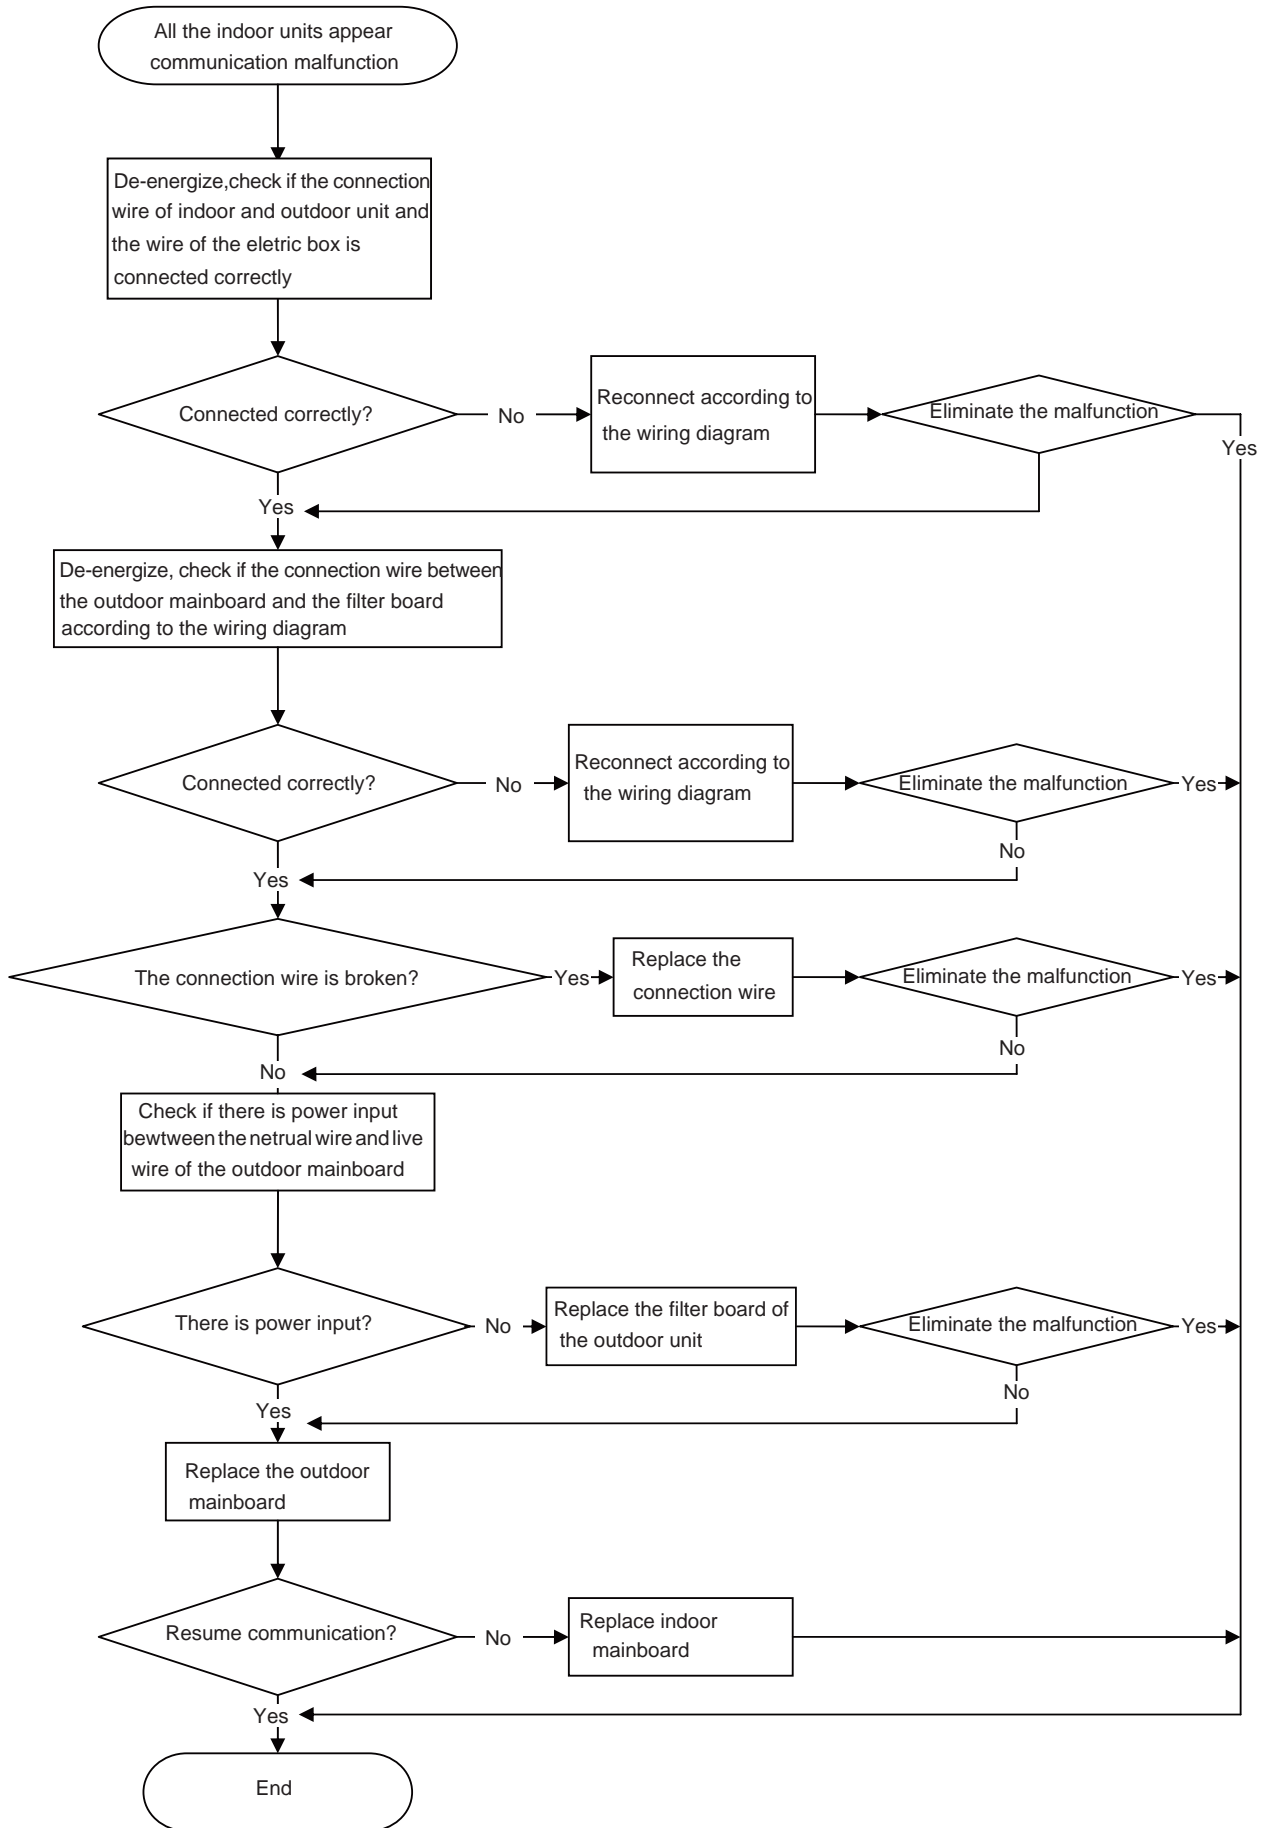 All the indoor units appear
communication malfunction
De-energize,check if the connection
wire of indoor and outdoor unit and
the wire of the eletric box is
connected correctly
Connected correctly?
No
Reconnect according to
the wiring diagram
Eliminate the malfunction
Yes
Yes
De-energize, check if the connection wire between
the outdoor mainboard and the filter board
according to the wiring diagram
Connected correctly?
No
Reconnect according to
the wiring diagram
Eliminate the malfunction
Yes
No
Yes
The connection wire is broken?
Yes
Replace the
connection wire
Eliminate the malfunction
Yes
No
No
Check if there is power input
bewtween the netrual wire and live
wire of the outdoor mainboard
There is power input?
No
Replace the filter board of
the outdoor unit
Eliminate the malfunction
Yes
No
Yes
Replace the outdoor
mainboard
Resume communication?
No
Replace indoor
mainboard
Yes
End